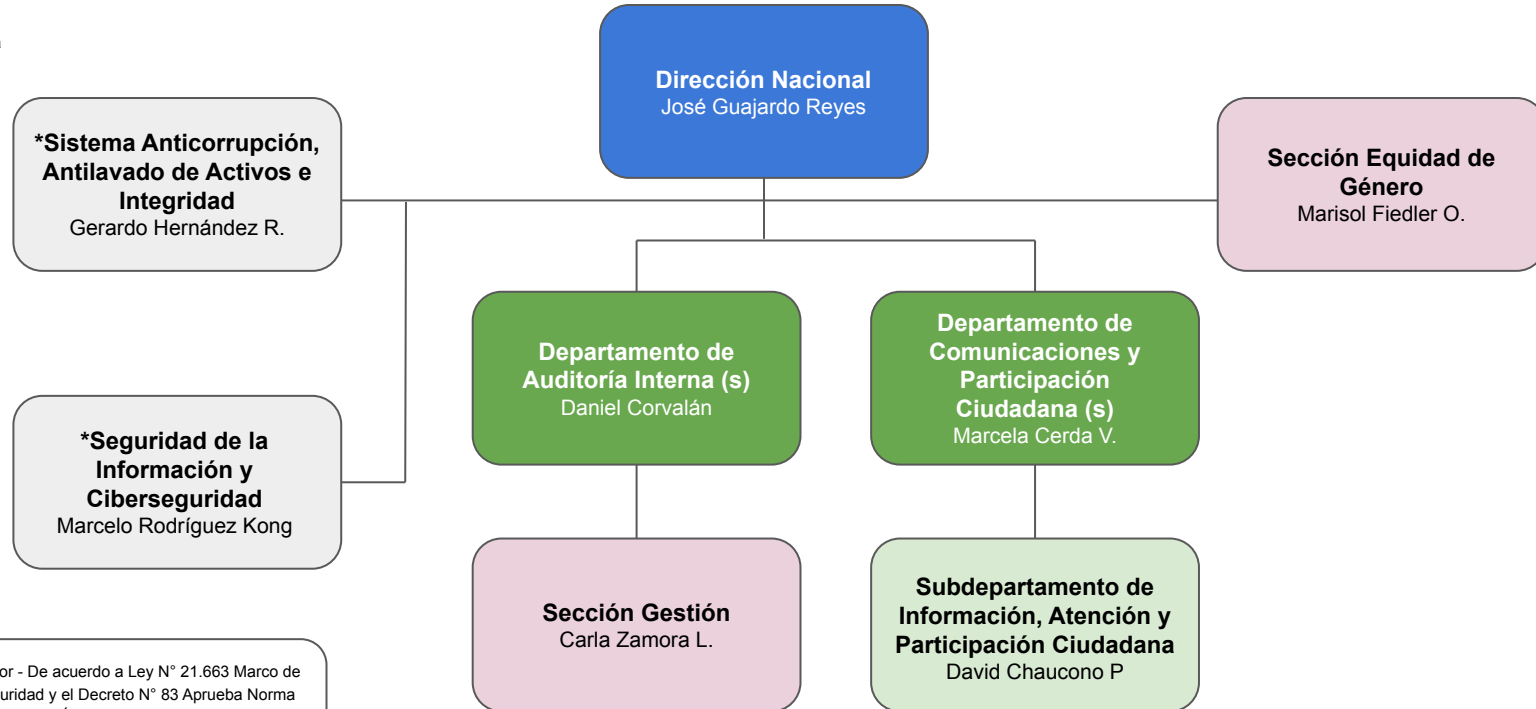 Dirección Nacional
José Guajardo Reyes
*Sistema Anticorrupción,
Antilavado de Activos e
Integridad
Gerardo Hernández R.
Sección Equidad de
Género
Marisol Fiedler O.
Departamento de
Auditoría Interna (s)
Daniel Corvalán
Departamento de
Comunicaciones y
Participación
Ciudadana (s)
Marcela Cerda V.
*Seguridad de la
Información y
Ciberseguridad
Marcelo Rodríguez Kong
Sección Gestión
Carla Zamora L.
Subdepartamento de
Información, Atención y
Participación Ciudadana
David Chaucono P
or - De acuerdo a Ley N° 21.663 Marco de
uridad y el Decreto N° 83 Aprueba Norma